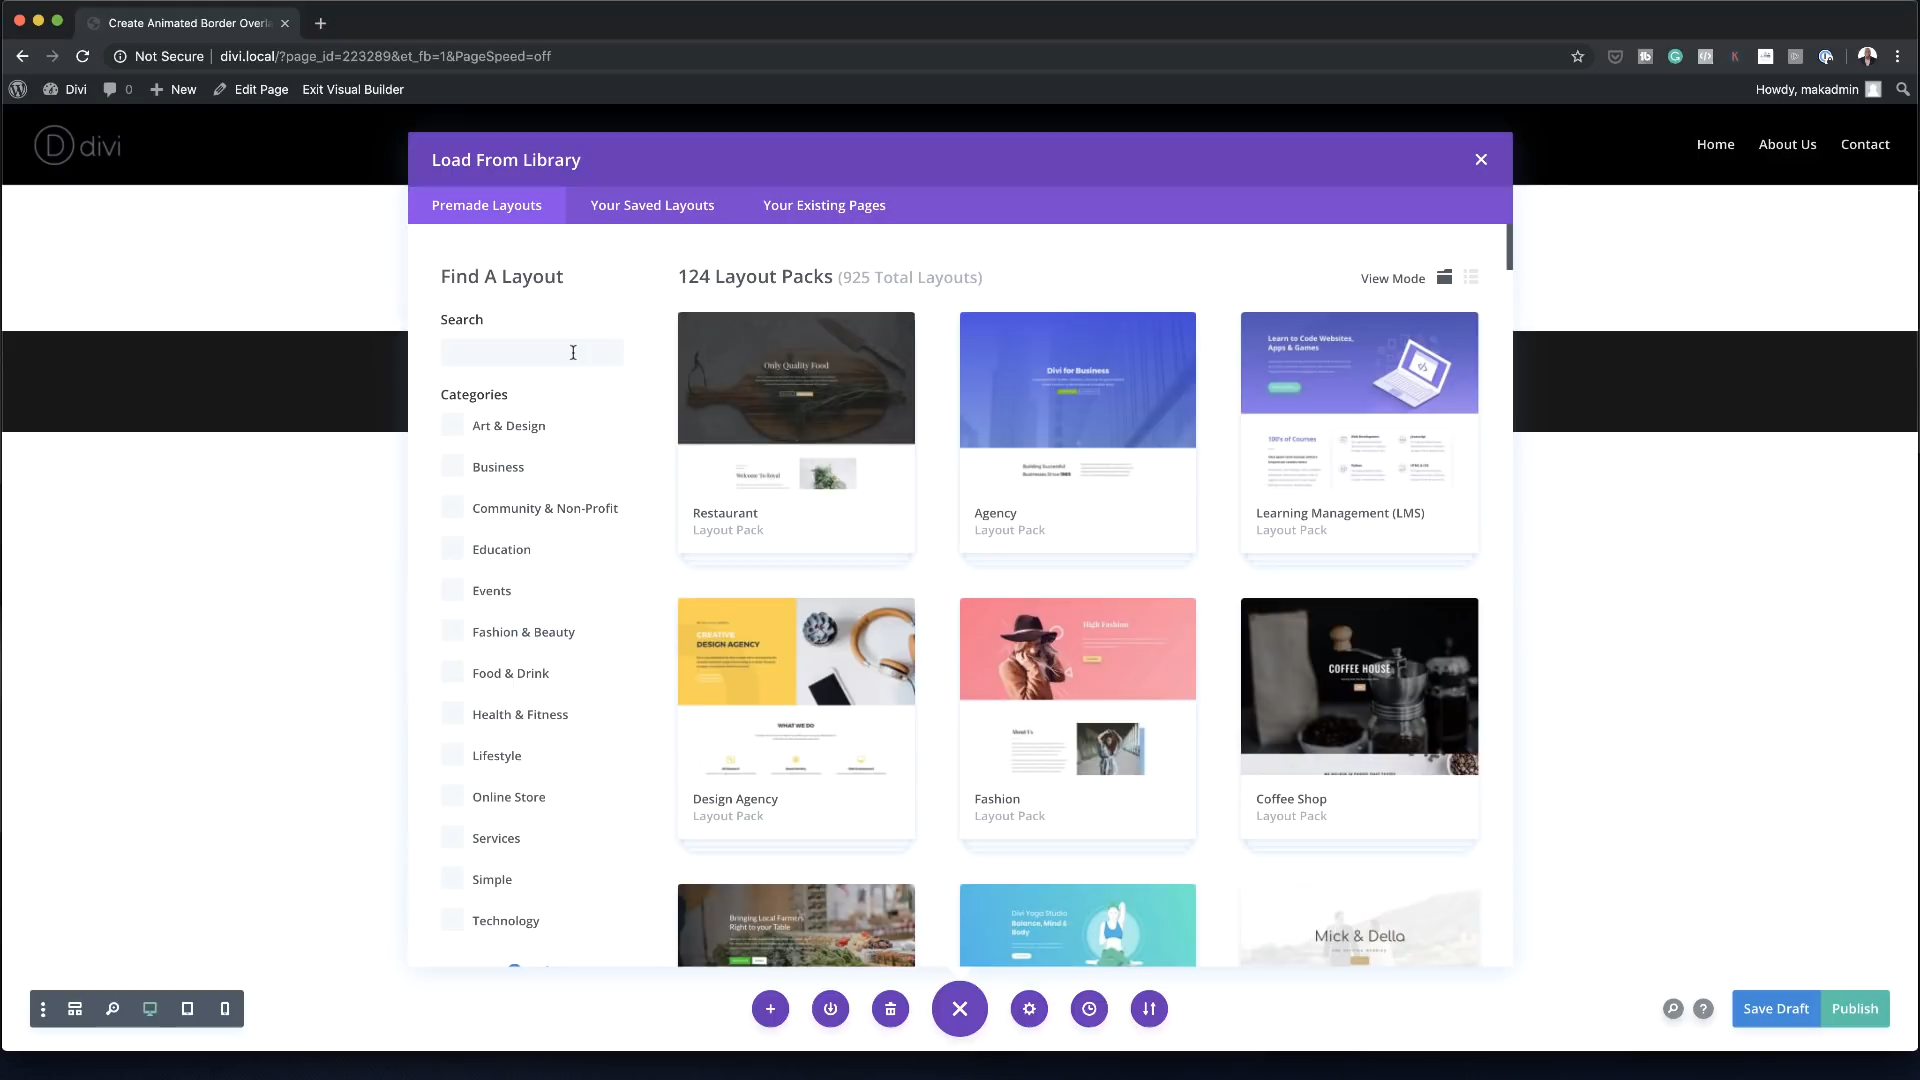 Create Animated Border Overla
Not Secure
divi.local/?page_id=223289&et_fb=1&PageSpeed=off
Divi
0
New
Edit Page
Exit Visual Builder
Howdy, makadmin
divi
Home
About Us
Contact
Load From Library
Premade Layouts
Your Saved Layouts
Your Existing Pages
Find A Layout
124 Layout Packs (925 Total Layouts)
View Mode
Search
Categories
Art & Design
Business
Community & Non-Profit
Education
Events
Fashion & Beauty
Food & Drink
Health & Fitness
Lifestyle
Online Store
Services
Simple
Technology
Only Quality Food
Restaurant
Layout Pack
Divi for Business
Building Successful
Businesses Since 1985
Agency
Layout Pack
Learn to Code Websites,
Apps & Games
100's of Courses
Learning Management (LMS)
Layout Pack
CREATIVE
DESIGN AGENCY
WHAT WE DO
Design Agency
Layout Pack
High Fashion
About Us
Fashion
Layout Pack
COFFEE HOUSE
Coffee Shop
Layout Pack
Bringing Local Farmers
Right to your Table
Divi Yoga Studio
Balance, Mind &
Body
Mick & Della
Save Draft
Publish